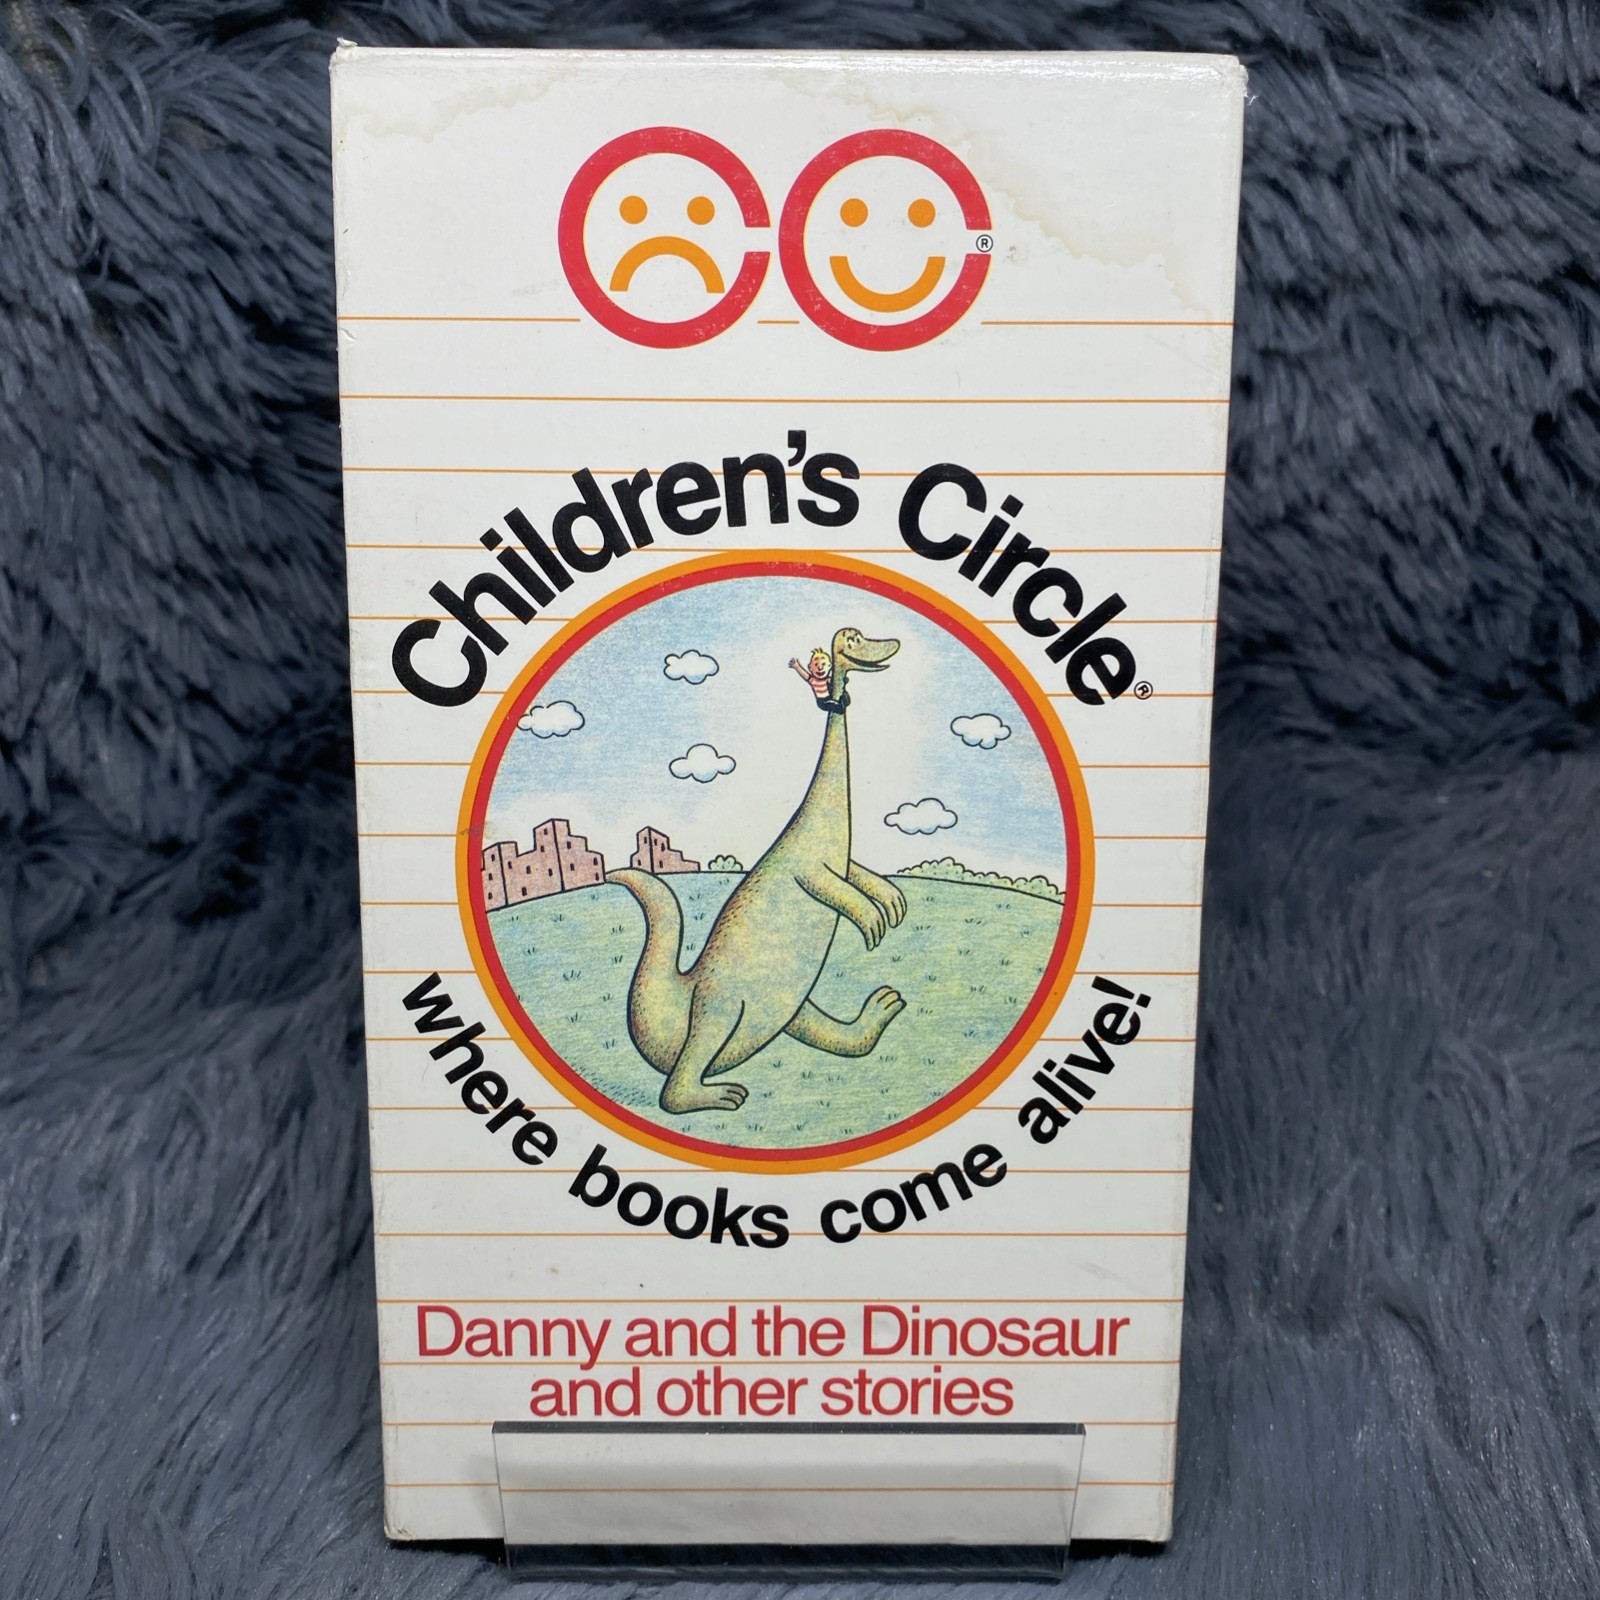 ®
Children's Circle®
where books come alive!
Danny and the Dinosaur
and other stories